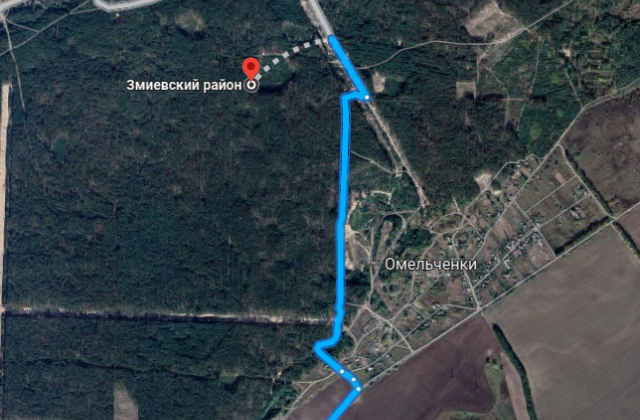 Змиевский район
Омельченки